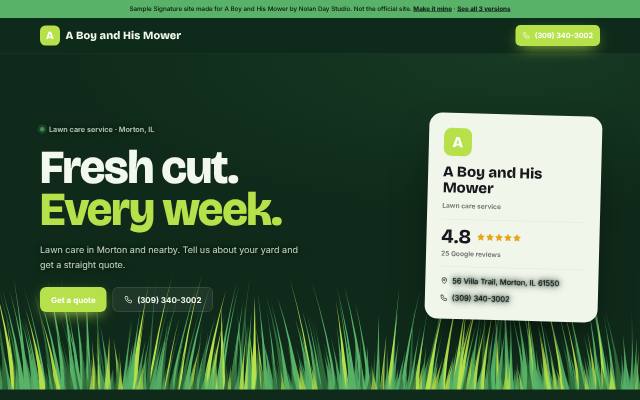 Sample Signature site made for A Boy and His Mower by Nolan Day Studio. Not the official site. Make it mine · See all 3 versions
A A Boy and His Mower
(309) 340-3002
Lawn care service · Morton, IL
Fresh cut.
Every week.
Lawn care in Morton and nearby. Tell us about your yard and
get a straight quote.
Get a quote
(309) 340-3002
A
A Boy and His
Mower
Lawn care service
4.8 ★★★★★
25 Google reviews
56 Villa Trail, Morton, IL 61550
(309) 340-3002